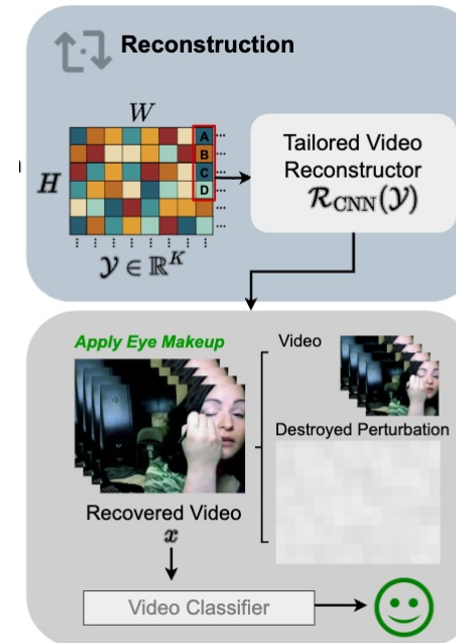 Reconstruction
W
A
B
H
C
D
Tailored Video
Reconstructor
𝓡_CNN(𝓨)
𝓨 ∈ ℝ^K
Apply Eye Makeup
Video
Destroyed Perturbation
Recovered Video
x
Video Classifier